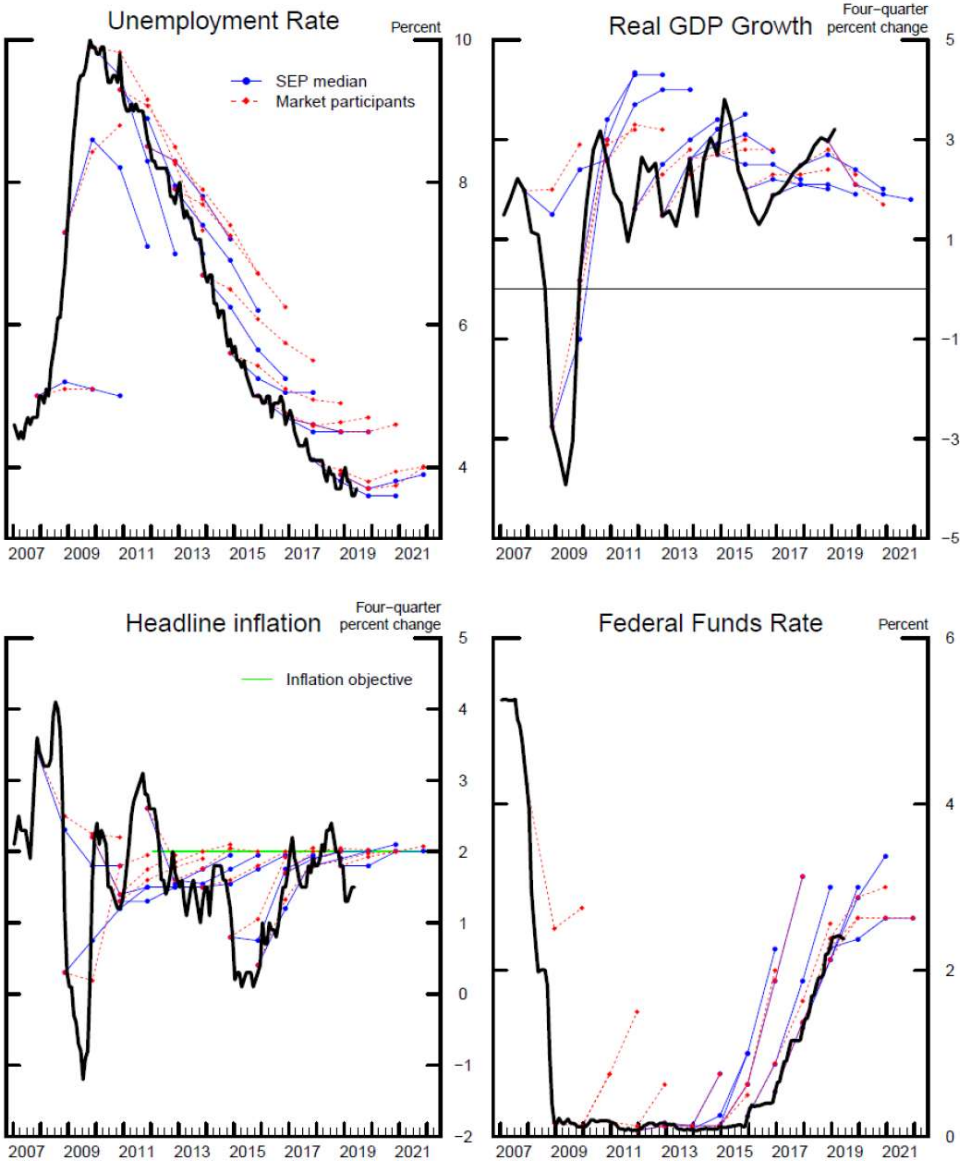 Unemployment Rate
Percent
10
SEP median
Market participants
8
6
4
2007 2009 2011 2013 2015 2017 2019 2021
Real GDP Growth
Four−quarter
percent change
5
3
1
−1
−3
−5
2007 2009 2011 2013 2015 2017 2019 2021
Headline inflation
Four−quarter
percent change
5
Inflation objective
4
3
2
1
0
−1
−2
2007 2009 2011 2013 2015 2017 2019 2021
Federal Funds Rate
Percent
6
4
2
0
2007 2009 2011 2013 2015 2017 2019 2021